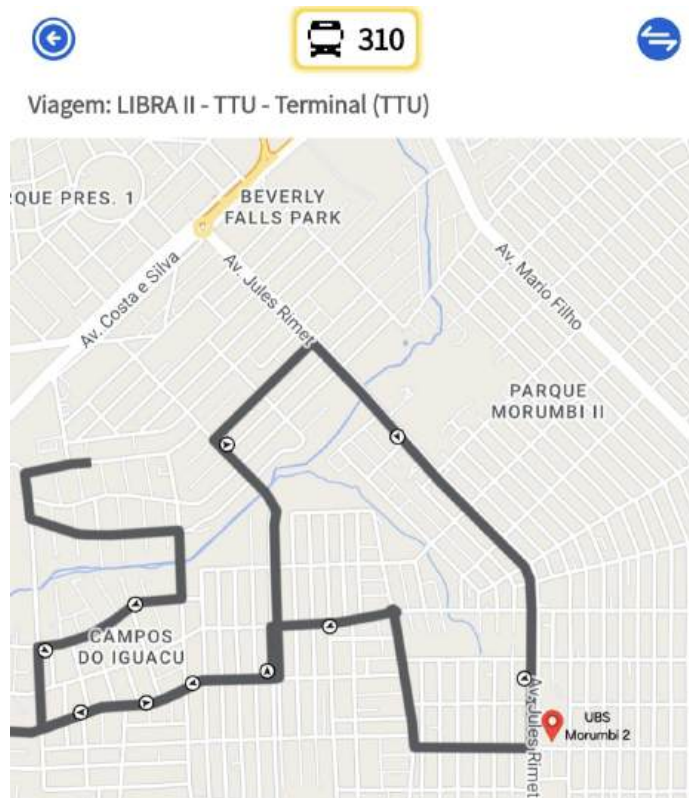 310
Viagem: LIBRA II - TTU - Terminal (TTU)
RQUE PRES. 1
BEVERLY
FALLS PARK
Av. Costa e Silva
Av. Jules Rimet
Av. Mario Filho
PARQUE
MORUMBI II
CAMPOS
DO IGUACU
Av. Jules Rimet
UBS
Morumbi 2